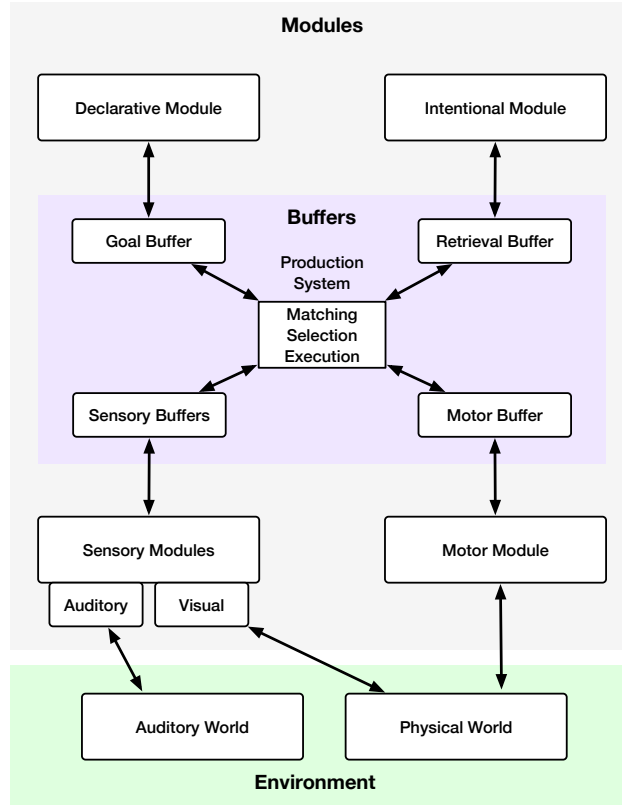 Modules
Declarative Module
Intentional Module
Buffers
Goal Buffer
Retrieval Buffer
Production
System
Matching
Selection
Execution
Sensory Buffers
Motor Buffer
Sensory Modules
Motor Module
Auditory
Visual
Auditory World
Physical World
Environment